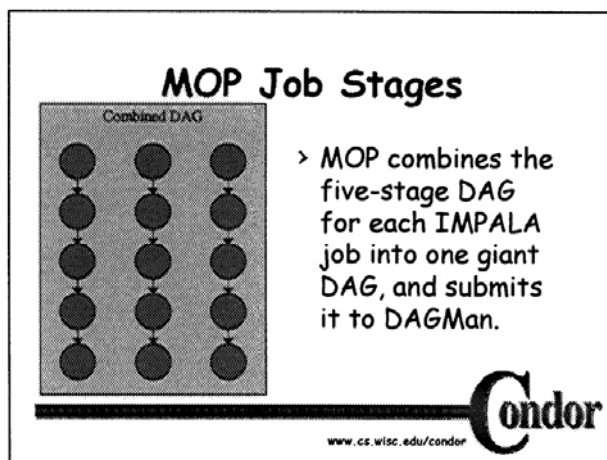 MOP Job Stages
Combined DAG
› MOP combines the
five-stage DAG
for each IMPALA
job into one giant
DAG, and submits
it to DAGMan.
Condor
www.cs.wisc.edu/condor